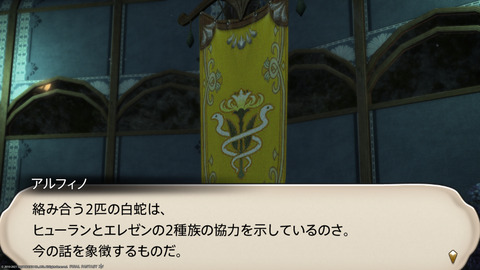 アルフィノ
絡み合う2匹の白蛇は、
ヒューランとエレゼンの2種族の協力を示しているのさ。
今の話を象徴するものだ。